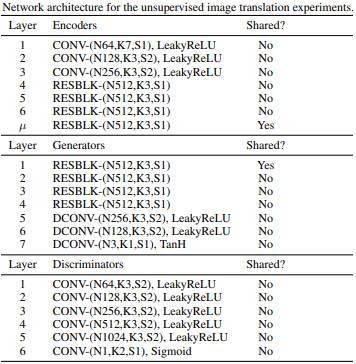 Network architecture for the unsupervised image translation experiments.
Layer Encoders Shared?
1 CONV-(N64,K7,S1), LeakyReLU No
2 CONV-(N128,K3,S2), LeakyReLU No
3 CONV-(N256,K3,S2), LeakyReLU No
4 RESBLK-(N512,K3,S1) No
5 RESBLK-(N512,K3,S1) No
6 RESBLK-(N512,K3,S1) No
μ RESBLK-(N512,K3,S1) Yes
Layer Generators Shared?
1 RESBLK-(N512,K3,S1) Yes
2 RESBLK-(N512,K3,S1) No
3 RESBLK-(N512,K3,S1) No
4 RESBLK-(N512,K3,S1) No
5 DCONV-(N256,K3,S2), LeakyReLU No
6 DCONV-(N128,K3,S2), LeakyReLU No
7 DCONV-(N3,K1,S1), TanH No
Layer Discriminators Shared?
1 CONV-(N64,K3,S2), LeakyReLU No
2 CONV-(N128,K3,S2), LeakyReLU No
3 CONV-(N256,K3,S2), LeakyReLU No
4 CONV-(N512,K3,S2), LeakyReLU No
5 CONV-(N1024,K3,S2), LeakyReLU No
6 CONV-(N1,K2,S1), Sigmoid No